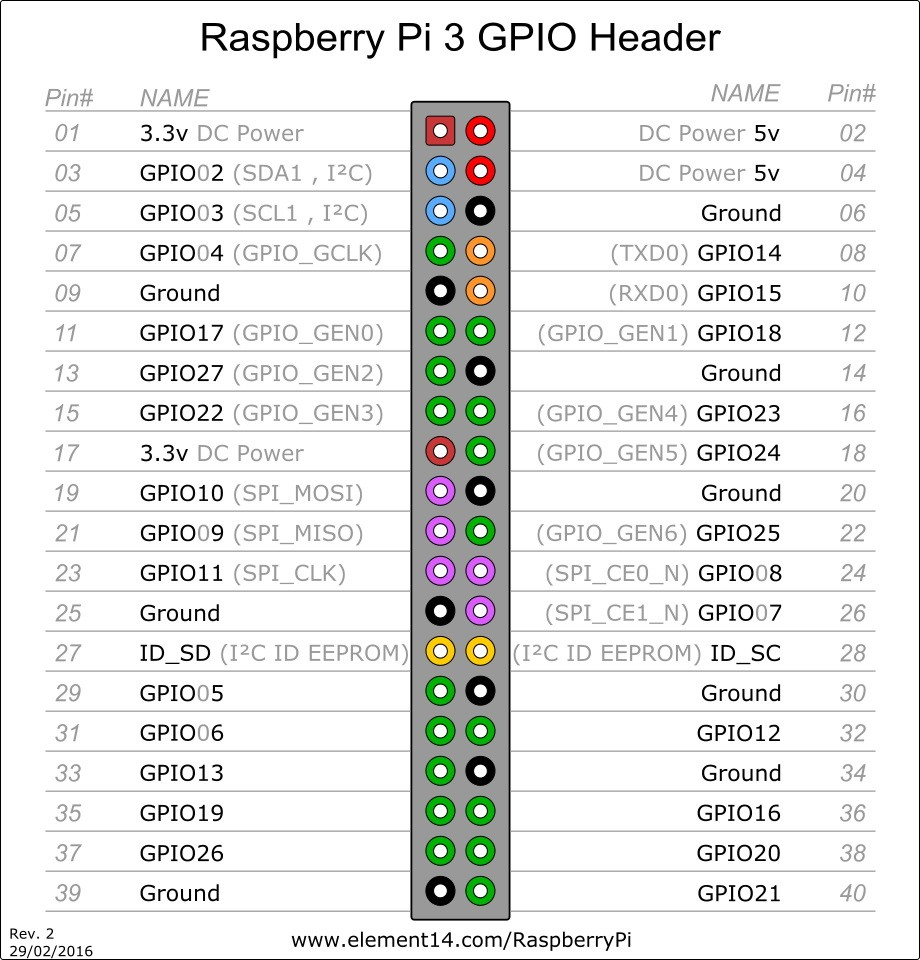 Raspberry Pi 3 GPIO Header
Pin# NAME NAME Pin#
01 3.3v DC Power DC Power 5v 02
03 GPIO02 (SDA1 , I²C) DC Power 5v 04
05 GPIO03 (SCL1 , I²C) Ground 06
07 GPIO04 (GPIO_GCLK) (TXD0) GPIO14 08
09 Ground (RXD0) GPIO15 10
11 GPIO17 (GPIO_GEN0) (GPIO_GEN1) GPIO18 12
13 GPIO27 (GPIO_GEN2) Ground 14
15 GPIO22 (GPIO_GEN3) (GPIO_GEN4) GPIO23 16
17 3.3v DC Power (GPIO_GEN5) GPIO24 18
19 GPIO10 (SPI_MOSI) Ground 20
21 GPIO09 (SPI_MISO) (GPIO_GEN6) GPIO25 22
23 GPIO11 (SPI_CLK) (SPI_CE0_N) GPIO08 24
25 Ground (SPI_CE1_N) GPIO07 26
27 ID_SD (I²C ID EEPROM) (I²C ID EEPROM) ID_SC 28
29 GPIO05 Ground 30
31 GPIO06 GPIO12 32
33 GPIO13 Ground 34
35 GPIO19 GPIO16 36
37 GPIO26 GPIO20 38
39 Ground GPIO21 40
Rev. 2
29/02/2016
www.element14.com/RaspberryPi